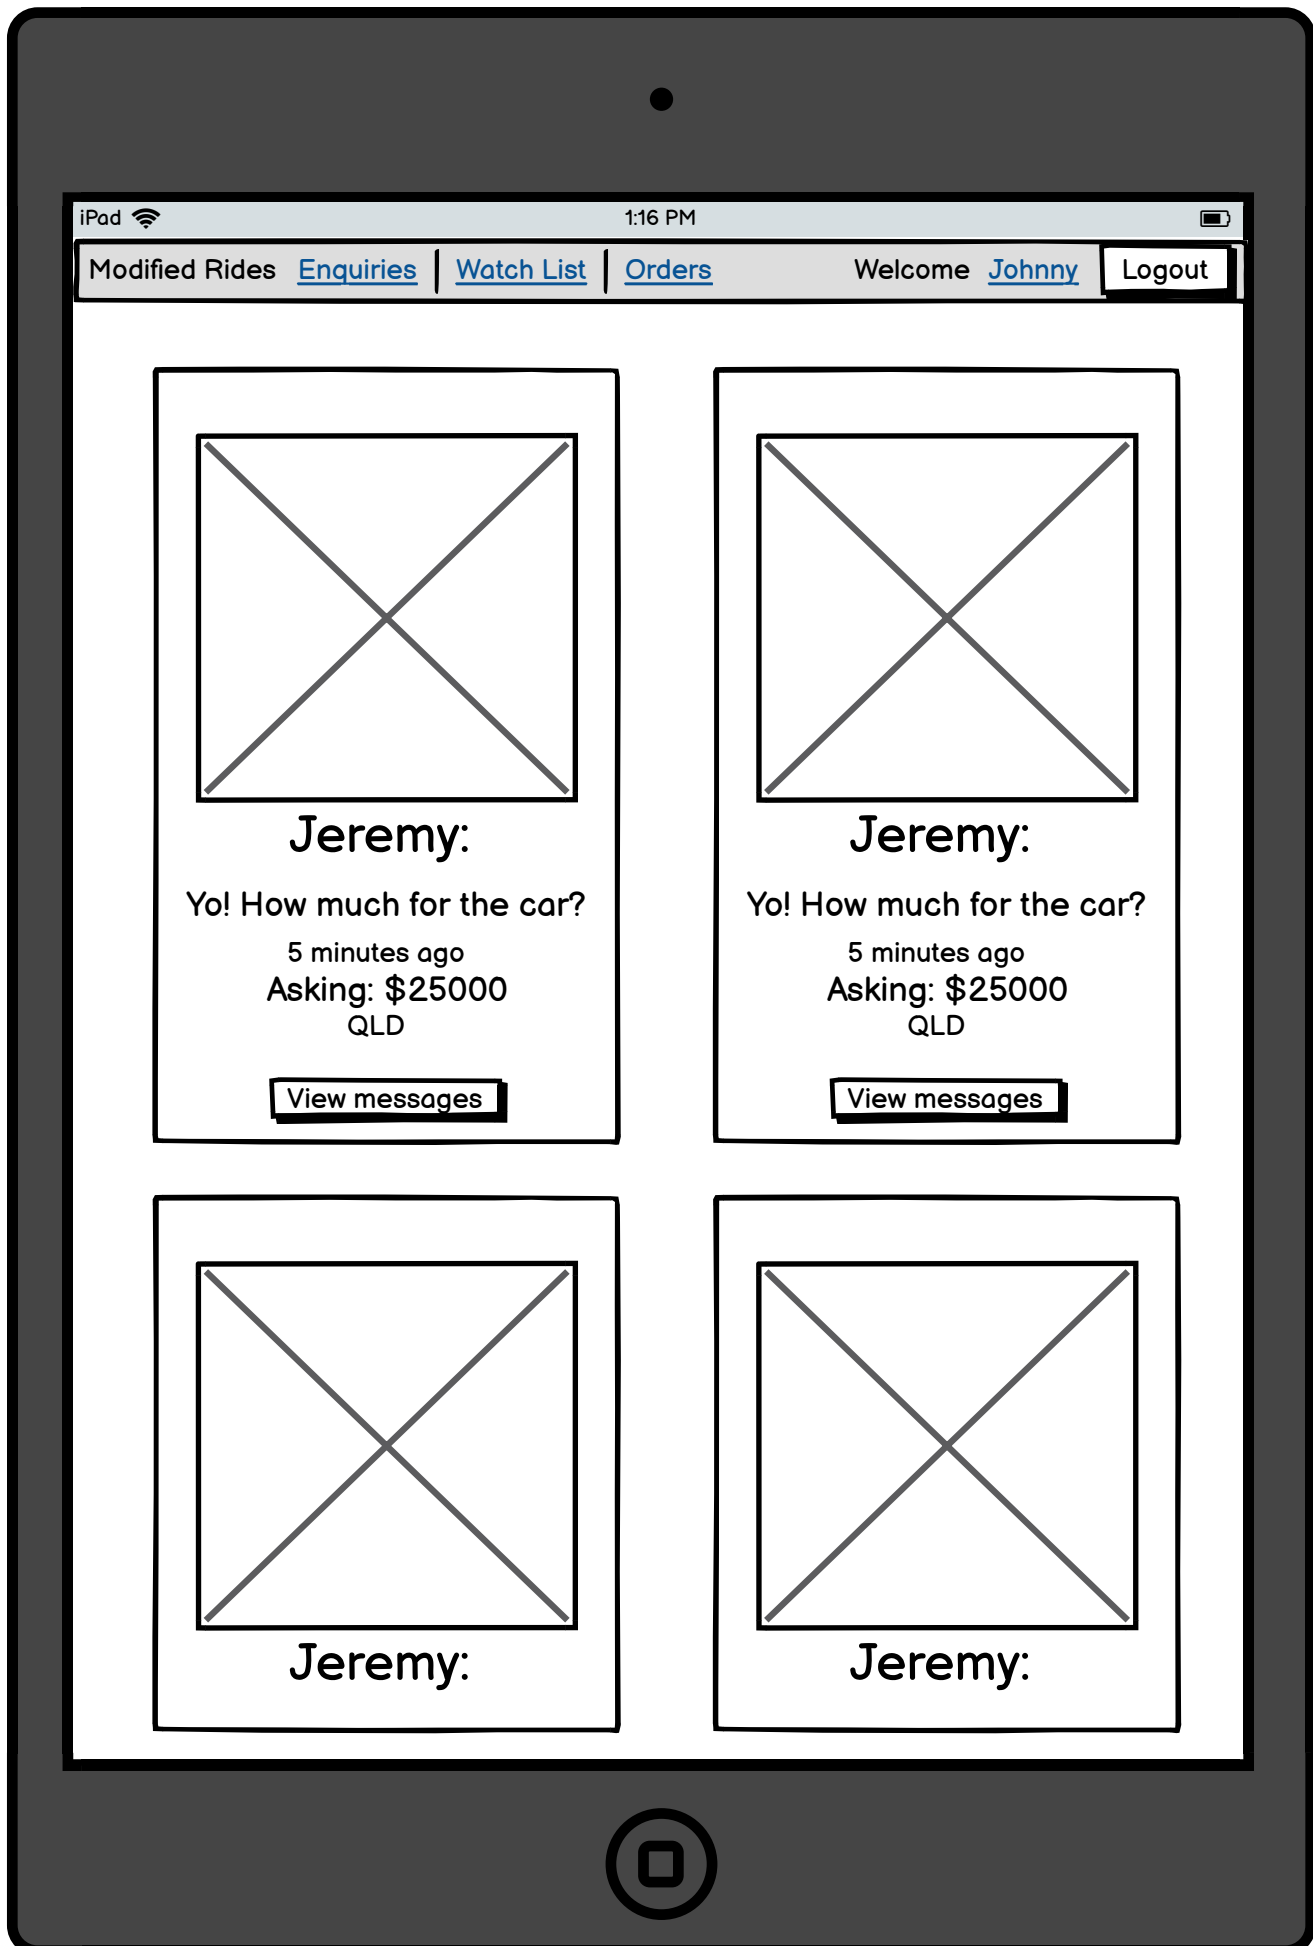 iPad 1:16 PM
Modified Rides Enquiries Watch List Orders Welcome Johnny Logout
Jeremy:
Yo! How much for the car?
5 minutes ago
Asking: $25000
QLD
View messages
Jeremy:
Yo! How much for the car?
5 minutes ago
Asking: $25000
QLD
View messages
Jeremy:
Jeremy: